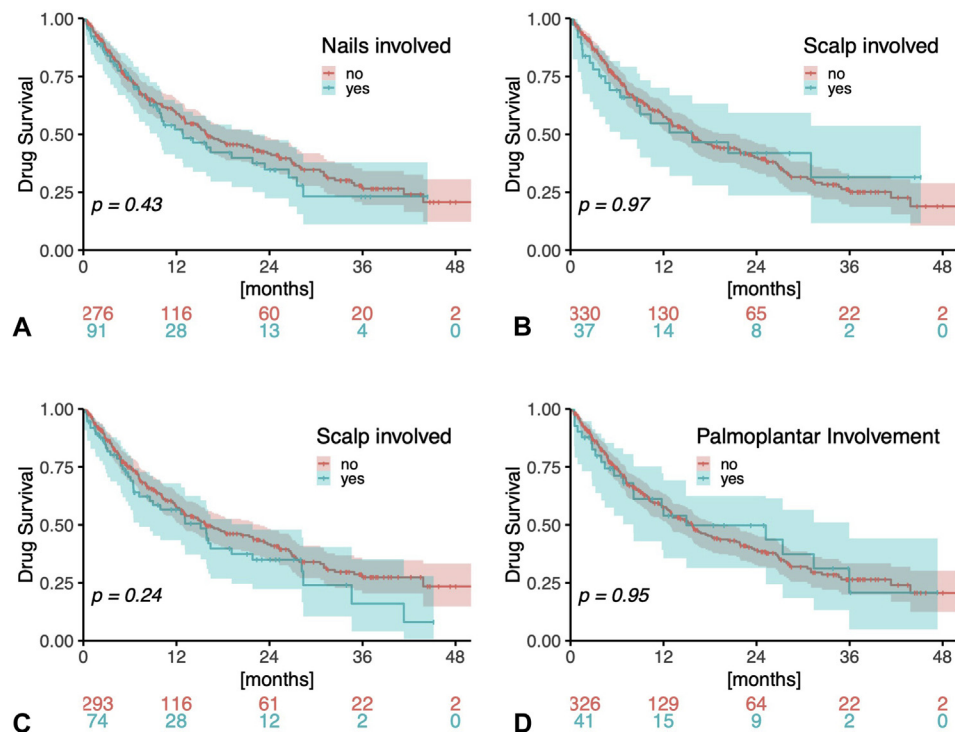 1.00
0.75
0.50
0.25
0.00
Drug Survival
Nails involved
no
yes
p = 0.43
0 12 24 36 48
[months]
276 116 60 20 2
91 28 13 4 0
A
1.00
0.75
0.50
0.25
0.00
Drug Survival
Scalp involved
no
yes
p = 0.97
0 12 24 36 48
[months]
330 130 65 22 2
37 14 8 2 0
B
1.00
0.75
0.50
0.25
0.00
Drug Survival
Scalp involved
no
yes
p = 0.24
0 12 24 36 48
[months]
293 116 61 22 2
74 28 12 2 0
C
1.00
0.75
0.50
0.25
0.00
Drug Survival
Palmoplantar Involvement
no
yes
p = 0.95
0 12 24 36 48
[months]
326 129 64 22 2
41 15 9 2 0
D